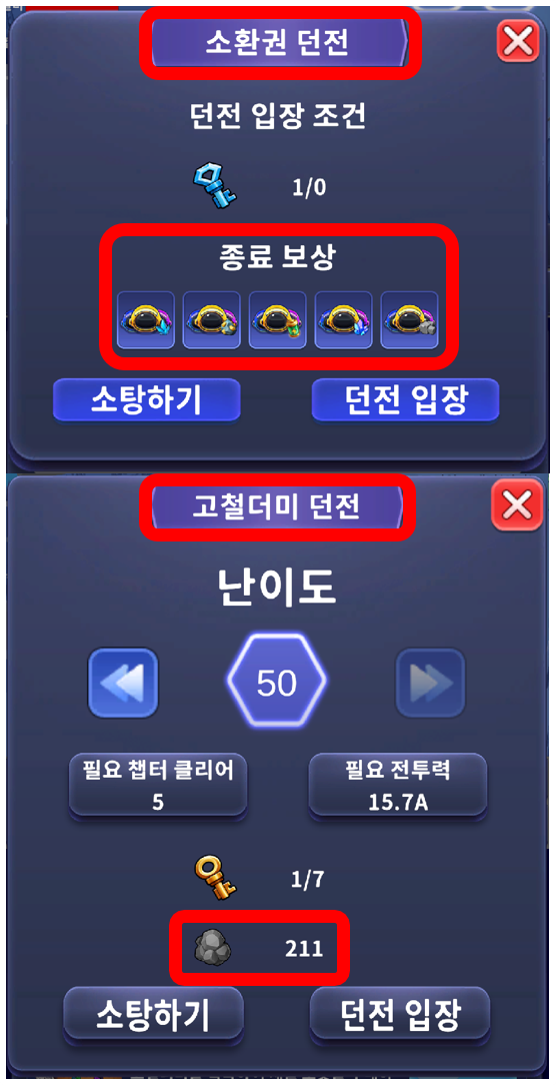 소환권 던전
던전 입장 조건
1/0
종료 보상
소탕하기
던전 입장
고철더미 던전
난이도
50
필요 챕터 클리어
5
필요 전투력
15.7A
1/7
211
소탕하기
던전 입장